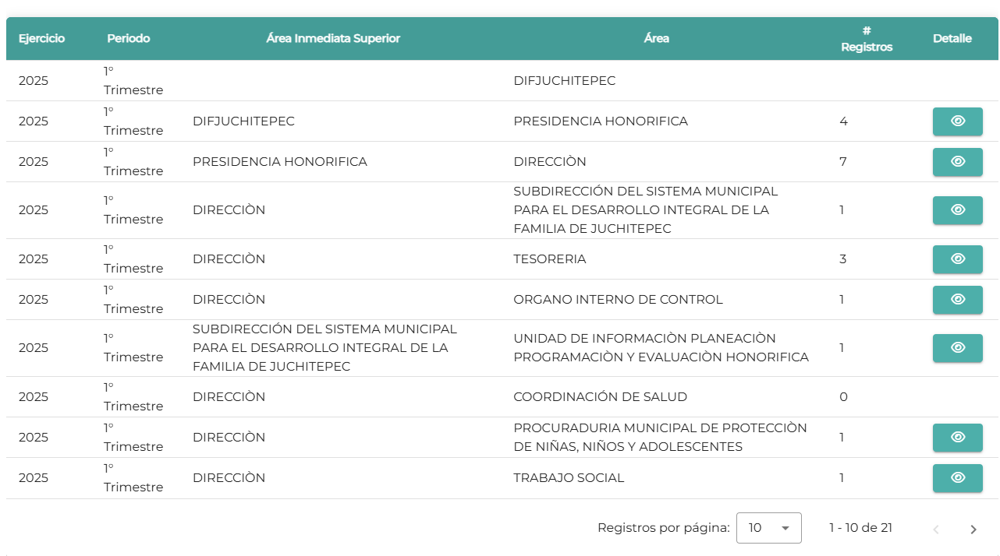 Ejercicio Periodo Área Inmediata Superior Área # Registros Detalle
2025 1° Trimestre DIFJUCHITEPEC
2025 1° Trimestre DIFJUCHITEPEC PRESIDENCIA HONORIFICA 4
2025 1° Trimestre PRESIDENCIA HONORIFICA DIRECCIÒN 7
2025 1° Trimestre DIRECCIÒN SUBDIRECCIÓN DEL SISTEMA MUNICIPAL PARA EL DESARROLLO INTEGRAL DE LA FAMILIA DE JUCHITEPEC 1
2025 1° Trimestre DIRECCIÒN TESORERIA 3
2025 1° Trimestre DIRECCIÒN ORGANO INTERNO DE CONTROL 1
2025 1° Trimestre SUBDIRECCIÓN DEL SISTEMA MUNICIPAL PARA EL DESARROLLO INTEGRAL DE LA FAMILIA DE JUCHITEPEC UNIDAD DE INFORMACIÒN PLANEACIÒN PROGRAMACIÒN Y EVALUACIÒN HONORIFICA 1
2025 1° Trimestre DIRECCIÒN COORDINACIÓN DE SALUD 0
2025 1° Trimestre DIRECCIÒN PROCURADURIA MUNICIPAL DE PROTECCIÒN DE NIÑAS, NIÑOS Y ADOLESCENTES 1
2025 1° Trimestre DIRECCIÒN TRABAJO SOCIAL 1
Registros por página: 10 1 - 10 de 21